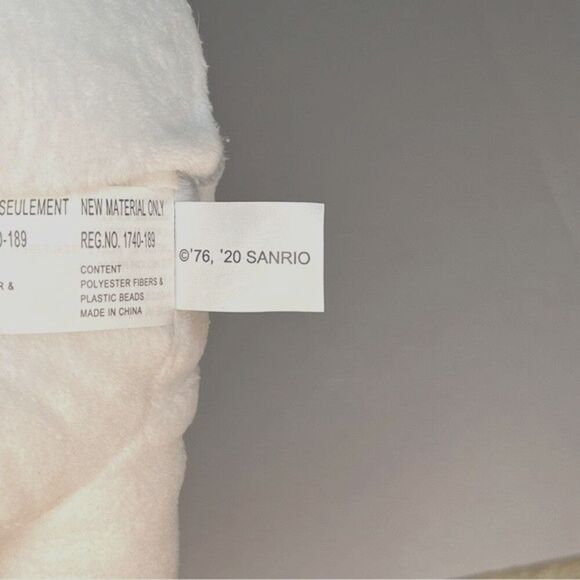 SEULEMENT
0-189
R &
NEW MATERIAL ONLY
REG.NO. 1740-189
CONTENT
POLYESTER FIBERS &
PLASTIC BEADS
MADE IN CHINA
©'76, '20 SANRIO